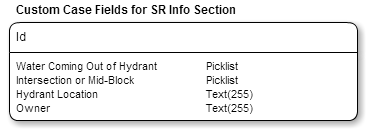 Custom Case Fields for SR Info Section
Id
Water Coming Out of Hydrant Picklist
Intersection or Mid-Block Picklist
Hydrant Location Text(255)
Owner Text(255)